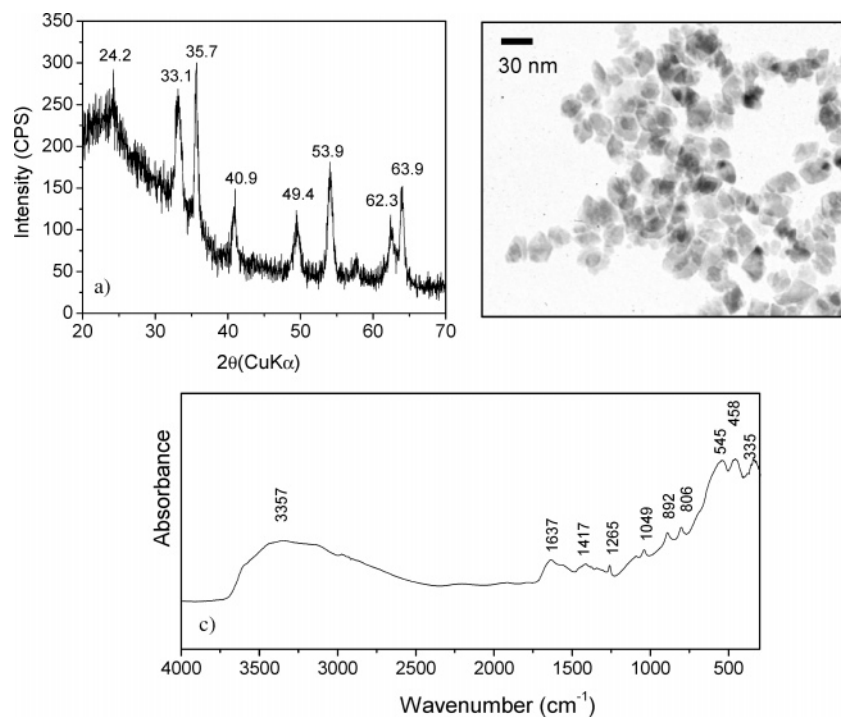 350
300
250
200
150
100
50
0
Intensity (CPS)
24.2
33.1
35.7
40.9
49.4
53.9
62.3
63.9
a)
20 30 40 50 60 70
2θ(CuKα)
30 nm
Absorbance
3357
1637
1417
1265
1049
892
806
545
458
335
c)
4000 3500 3000 2500 2000 1500 1000 500
Wavenumber (cm⁻¹)